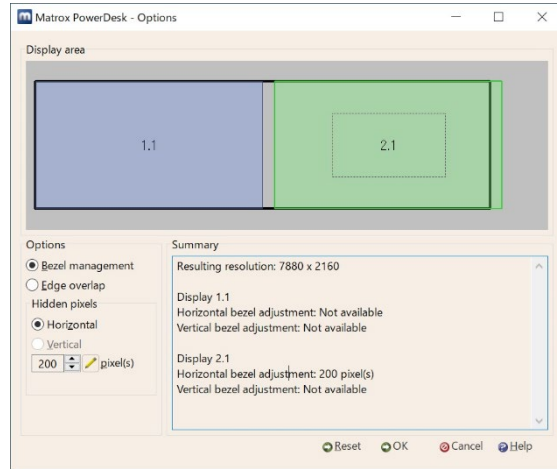 Matrox PowerDesk - Options
Display area
1.1
2.1
Options
Bezel management
Edge overlap
Hidden pixels
Horizontal
Vertical
200 pixel(s)
Summary
Resulting resolution: 7880 x 2160
Display 1.1
Horizontal bezel adjustment: Not available
Vertical bezel adjustment: Not available
Display 2.1
Horizontal bezel adjustment: 200 pixel(s)
Vertical bezel adjustment: Not available
Reset OK Cancel Help